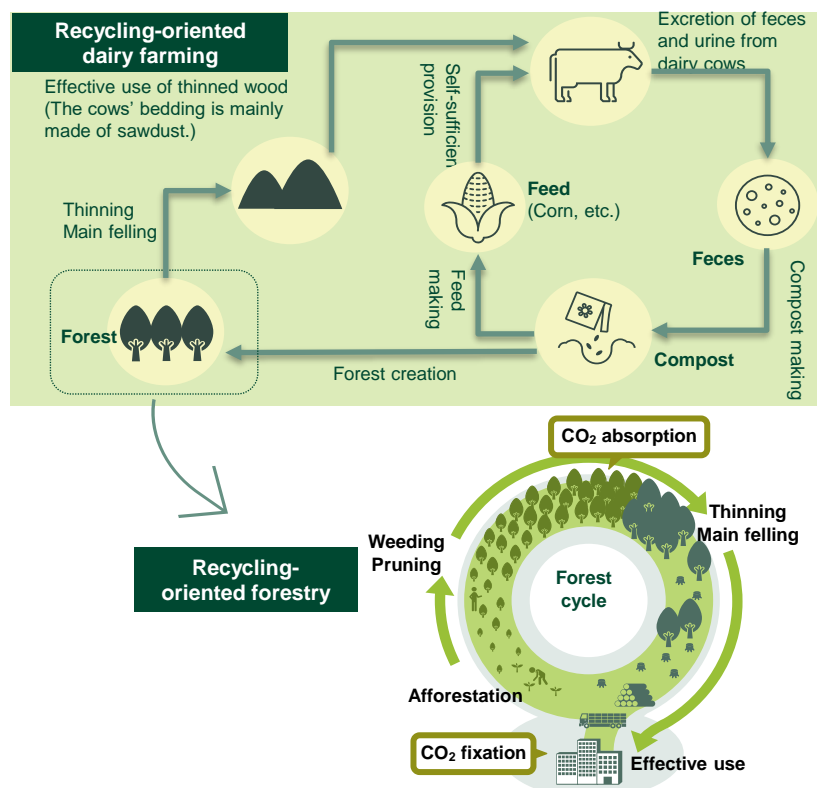 Recycling-oriented
dairy farming
Effective use of thinned wood
(The cows’ bedding is mainly
made of sawdust.)
Excretion of feces
and urine from
dairy cows
Self-sufficient
provision
Thinning
Main felling
Feed
(Corn, etc.)
Feces
Feed
making
Compost making
Forest
Compost
Forest creation
CO₂ absorption
Thinning
Main felling
Weeding
Pruning
Recycling-
oriented forestry
Forest
cycle
Afforestation
CO₂ fixation
Effective use